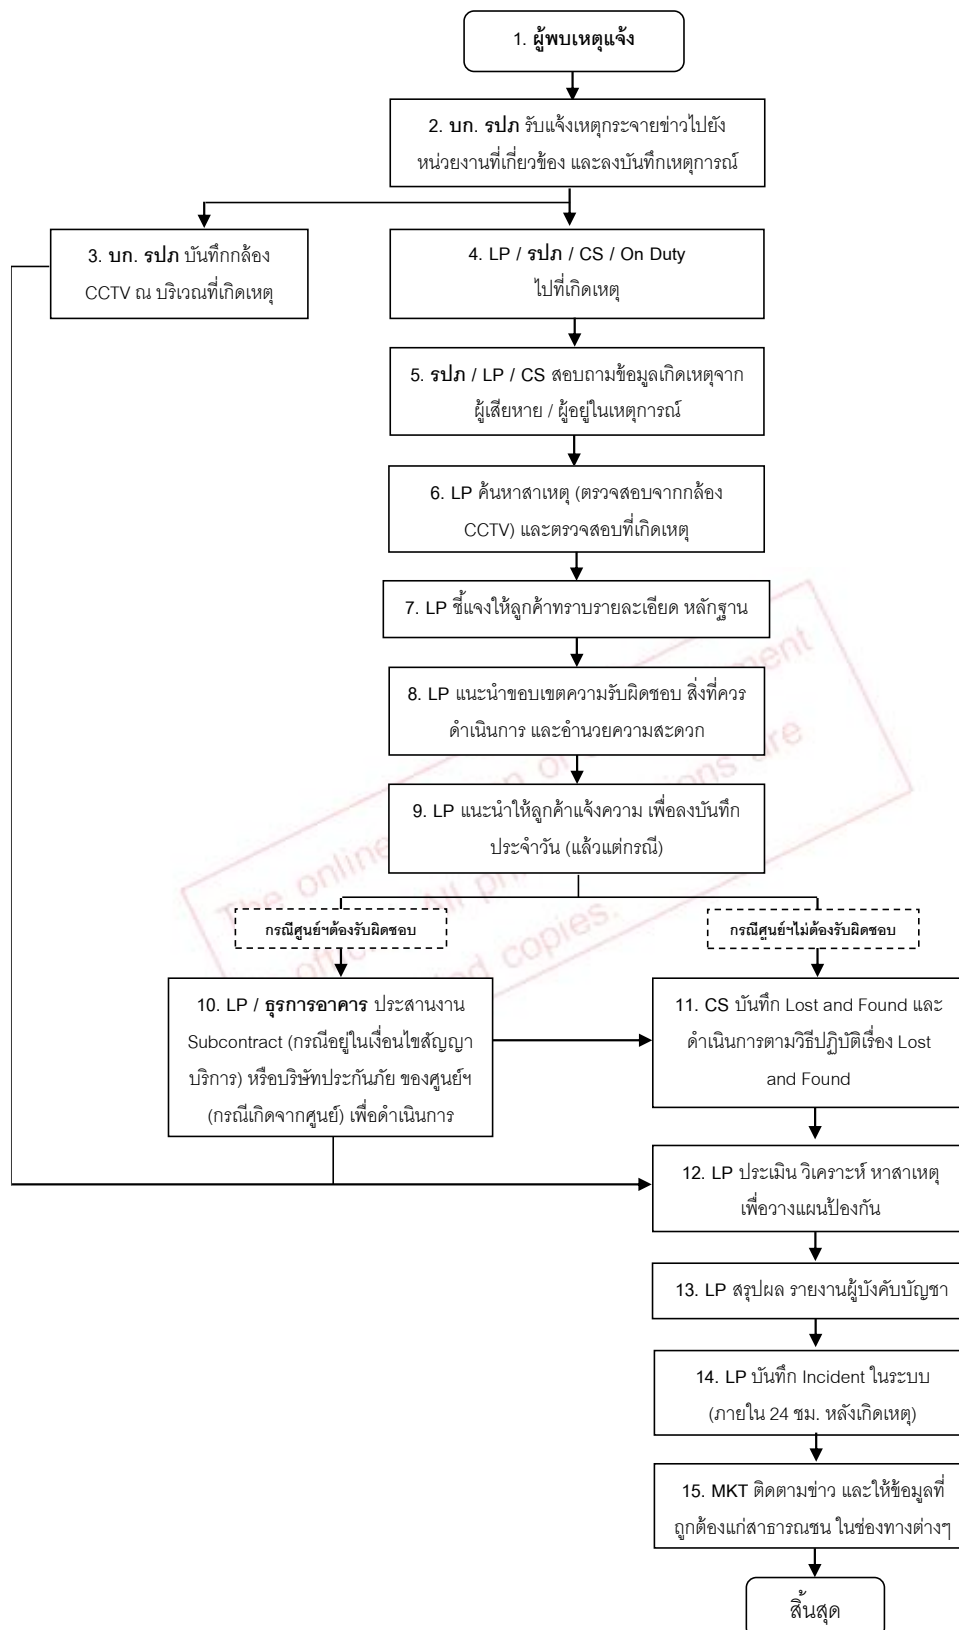 1. ผู้พบเหตุแจ้ง
2. บก. รปภ รับแจ้งเหตุกระจายข่าวไปยัง
หน่วยงานที่เกี่ยวข้อง และลงบันทึกเหตุการณ์
3. บก. รปภ บันทึกกล้อง
CCTV ณ บริเวณที่เกิดเหตุ
4. LP / รปภ / CS / On Duty
ไปที่เกิดเหตุ
5. รปภ / LP / CS สอบถามข้อมูลเกิดเหตุจาก
ผู้เสียหาย / ผู้อยู่ในเหตุการณ์
6. LP ค้นหาสาเหตุ (ตรวจสอบจากกล้อง
CCTV) และตรวจสอบที่เกิดเหตุ
7. LP ชี้แจงให้ลูกค้าทราบรายละเอียด หลักฐาน
8. LP แนะนำขอบเขตความรับผิดชอบ สิ่งที่ควร
ดำเนินการ และอำนวยความสะดวก
9. LP แนะนำให้ลูกค้าแจ้งความ เพื่อลงบันทึก
ประจำวัน (แล้วแต่กรณี)
กรณีศูนย์ฯต้องรับผิดชอบ
กรณีศูนย์ฯไม่ต้องรับผิดชอบ
10. LP / ธุรการอาคาร ประสานงาน
Subcontract (กรณีอยู่ในเงื่อนไขสัญญา
บริการ) หรือบริษัทประกันภัย ของศูนย์ฯ
(กรณีเกิดจากศูนย์) เพื่อดำเนินการ
11. CS บันทึก Lost and Found และ
ดำเนินการตามวิธีปฏิบัติเรื่อง Lost
and Found
12. LP ประเมิน วิเคราะห์ หาสาเหตุ
เพื่อวางแผนป้องกัน
13. LP สรุปผล รายงานผู้บังคับบัญชา
14. LP บันทึก Incident ในระบบ
(ภายใน 24 ชม. หลังเกิดเหตุ)
15. MKT ติดตามข่าว และให้ข้อมูลที่
ถูกต้องแก่สาธารณชน ในช่องทางต่างๆ
สิ้นสุด
The online
ment
ions are
All
copies.